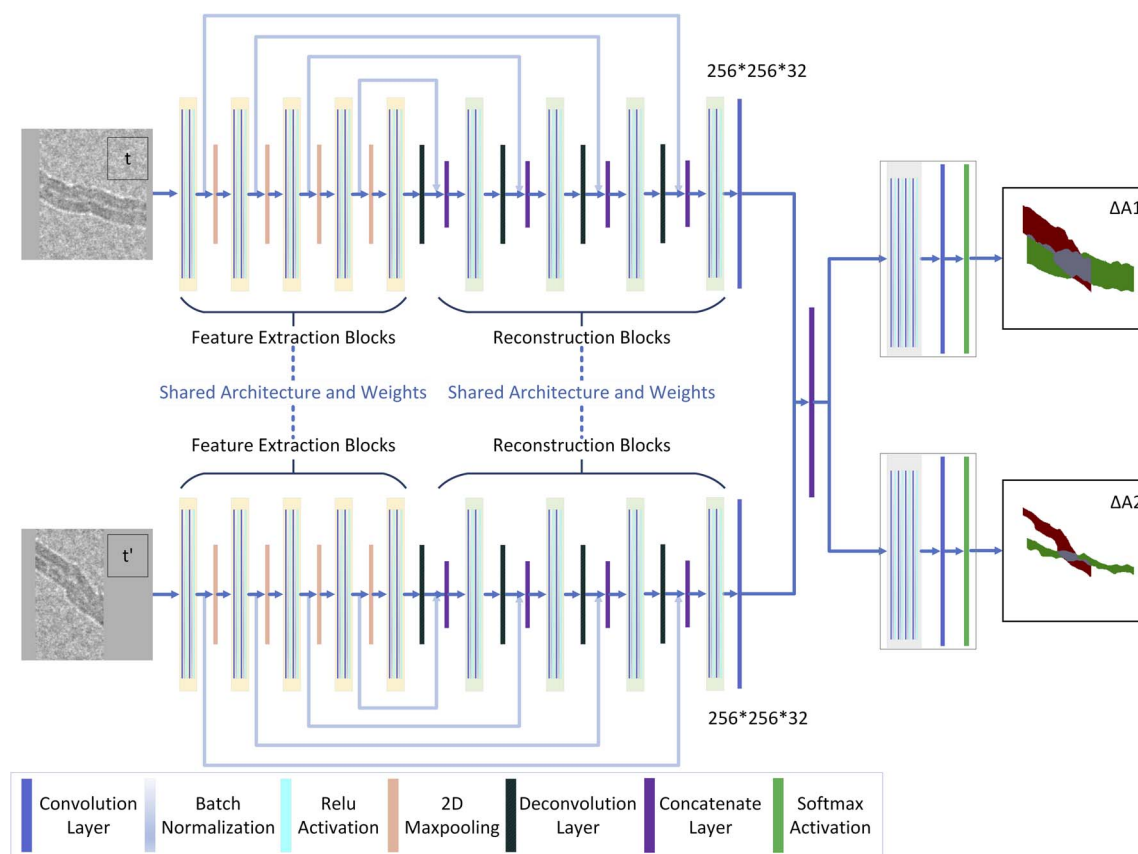 256*256*32
t
ΔA1
Feature Extraction Blocks
Reconstruction Blocks
Shared Architecture and Weights
Shared Architecture and Weights
Feature Extraction Blocks
Reconstruction Blocks
ΔA2
t'
256*256*32
Convolution
Layer
Batch
Normalization
Relu
Activation
2D
Maxpooling
Deconvolution
Layer
Concatenate
Layer
Softmax
Activation